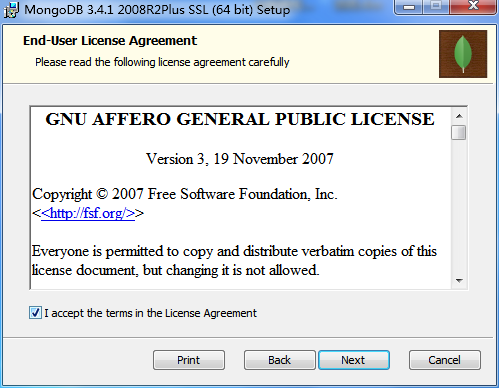 MongoDB 3.4.1 2008R2Plus SSL (64 bit) Setup
End-User License Agreement
Please read the following license agreement carefully
GNU AFFERO GENERAL PUBLIC LICENSE
Version 3, 19 November 2007
Copyright © 2007 Free Software Foundation, Inc.
<<http://fsf.org/>>
Everyone is permitted to copy and distribute verbatim copies of this
license document, but changing it is not allowed.
I accept the terms in the License Agreement
Print Back Next Cancel